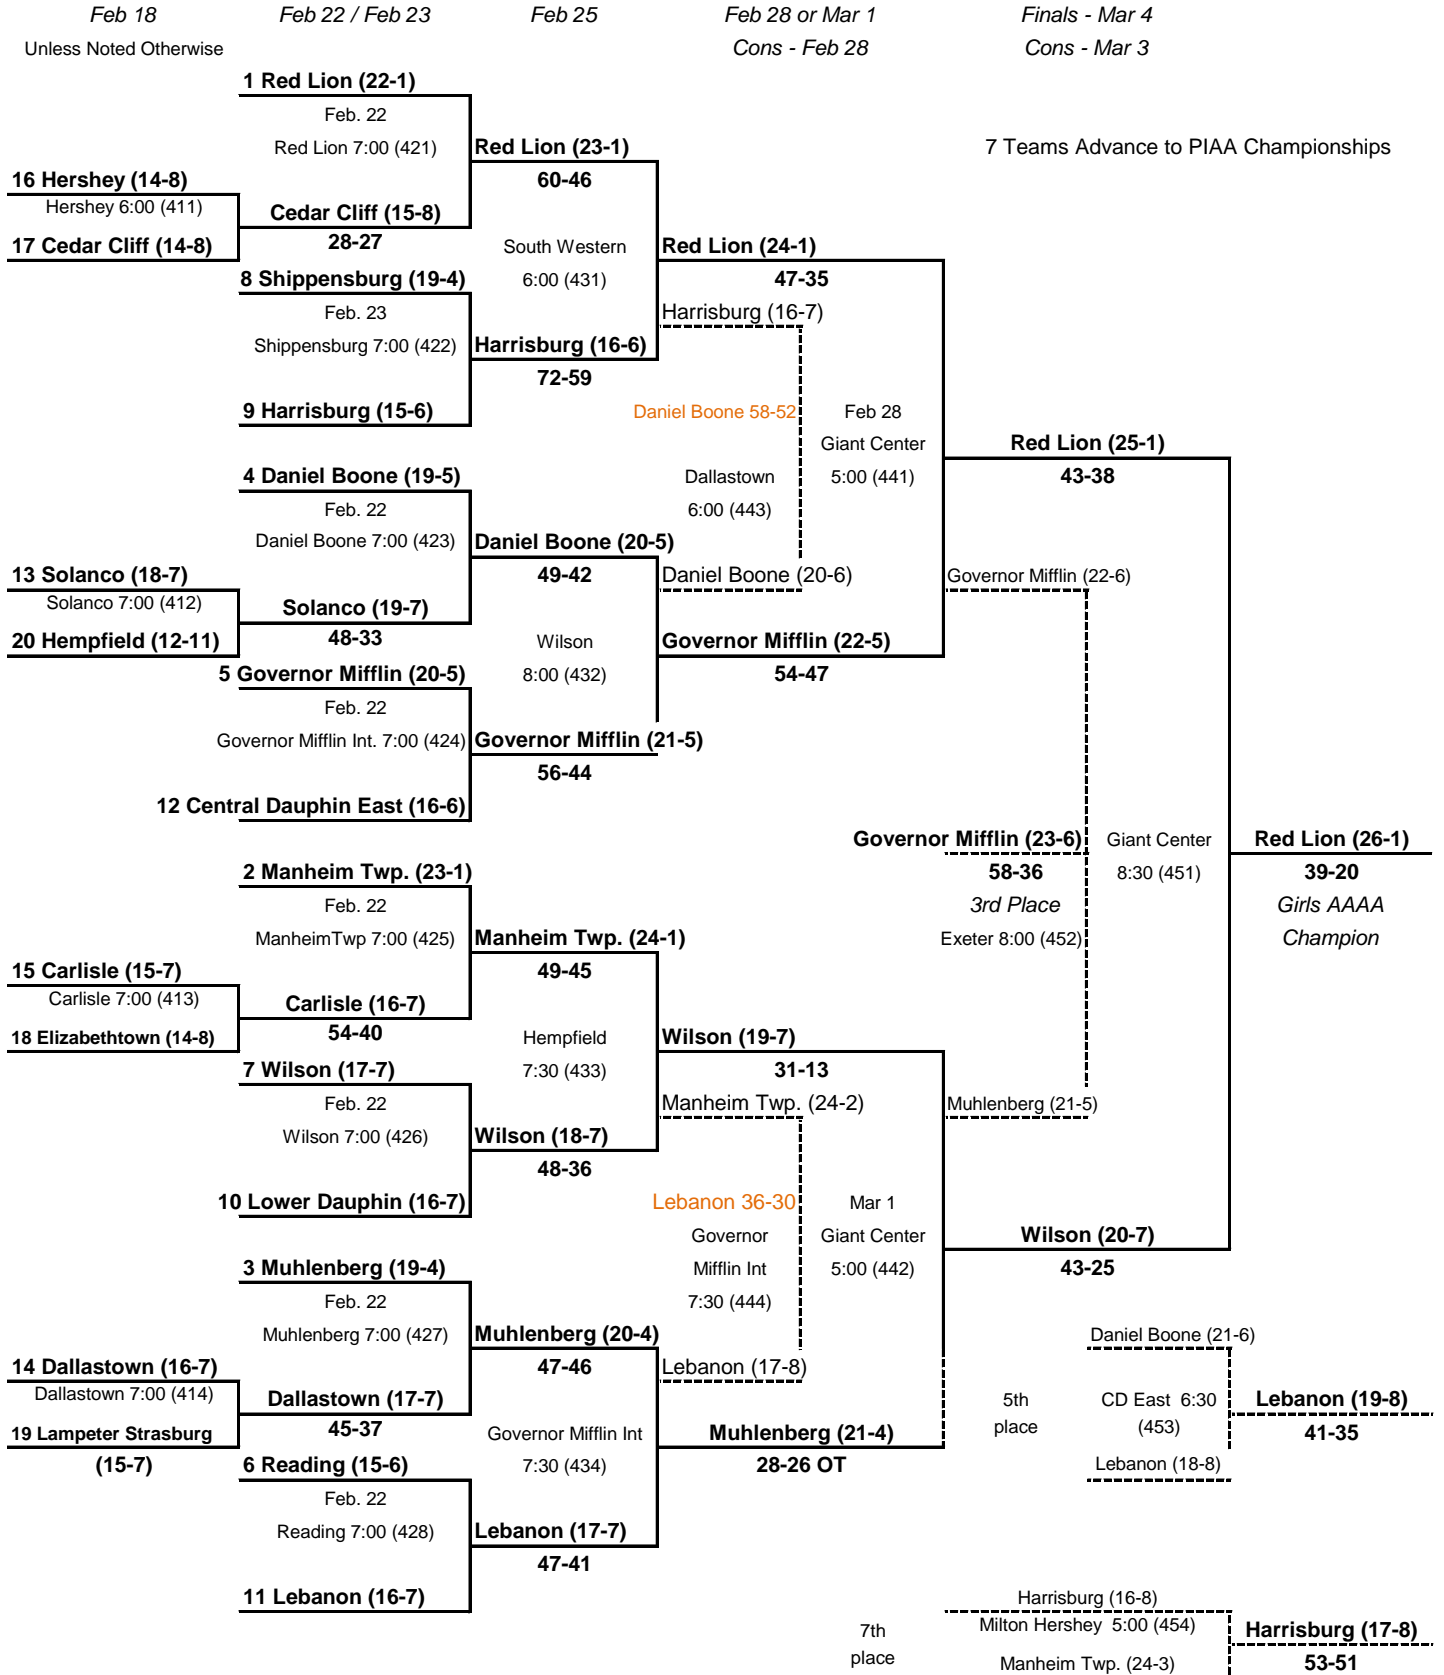 Feb 18
Feb 22 / Feb 23
Feb 25
Feb 28 or Mar 1
Finals - Mar 4
Unless Noted Otherwise
Cons - Feb 28
Cons - Mar 3
1 Red Lion (22-1)
Feb. 22
Red Lion 7:00 (421)
Red Lion (23-1)
7 Teams Advance to PIAA Championships
16 Hershey (14-8)
60-46
Hershey 6:00 (411)
Cedar Cliff (15-8)
17 Cedar Cliff (14-8)
28-27
South Western
Red Lion (24-1)
8 Shippensburg (19-4)
6:00 (431)
47-35
Feb. 23
Harrisburg (16-7)
Shippensburg 7:00 (422)
Harrisburg (16-6)
72-59
9 Harrisburg (15-6)
Daniel Boone 58-52
Feb 28
Giant Center
Red Lion (25-1)
4 Daniel Boone (19-5)
Dallastown
5:00 (441)
43-38
Feb. 22
6:00 (443)
Daniel Boone 7:00 (423)
Daniel Boone (20-5)
13 Solanco (18-7)
49-42
Daniel Boone (20-6)
Governor Mifflin (22-6)
Solanco 7:00 (412)
Solanco (19-7)
20 Hempfield (12-11)
48-33
Wilson
Governor Mifflin (22-5)
5 Governor Mifflin (20-5)
8:00 (432)
54-47
Feb. 22
Governor Mifflin Int. 7:00 (424)
Governor Mifflin (21-5)
56-44
12 Central Dauphin East (16-6)
Governor Mifflin (23-6)
Giant Center
Red Lion (26-1)
2 Manheim Twp. (23-1)
58-36
8:30 (451)
39-20
Feb. 22
3rd Place
Girls AAAA
ManheimTwp 7:00 (425)
Manheim Twp. (24-1)
Exeter 8:00 (452)
Champion
15 Carlisle (15-7)
49-45
Carlisle 7:00 (413)
Carlisle (16-7)
18 Elizabethtown (14-8)
54-40
Hempfield
Wilson (19-7)
7 Wilson (17-7)
7:30 (433)
31-13
Feb. 22
Manheim Twp. (24-2)
Muhlenberg (21-5)
Wilson 7:00 (426)
Wilson (18-7)
48-36
10 Lower Dauphin (16-7)
Lebanon 36-30
Mar 1
Governor
Giant Center
Wilson (20-7)
3 Muhlenberg (19-4)
Mifflin Int
5:00 (442)
43-25
Feb. 22
7:30 (444)
Muhlenberg 7:00 (427)
Muhlenberg (20-4)
Daniel Boone (21-6)
14 Dallastown (16-7)
47-46
Lebanon (17-8)
Dallastown 7:00 (414)
Dallastown (17-7)
5th
CD East 6:30
Lebanon (19-8)
19 Lampeter Strasburg
45-37
Governor Mifflin Int
Muhlenberg (21-4)
place
(453)
41-35
(15-7)
6 Reading (15-6)
7:30 (434)
28-26 OT
Lebanon (18-8)
Feb. 22
Reading 7:00 (428)
Lebanon (17-7)
47-41
11 Lebanon (16-7)
Harrisburg (16-8)
7th
Milton Hershey 5:00 (454)
Harrisburg (17-8)
place
Manheim Twp. (24-3)
53-51